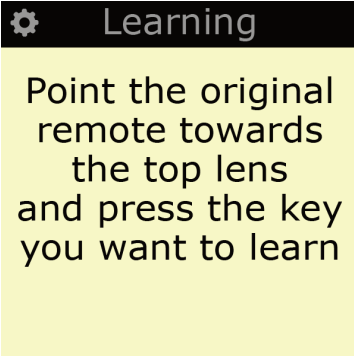 Learning
Point the original
remote towards
the top lens
and press the key
you want to learn